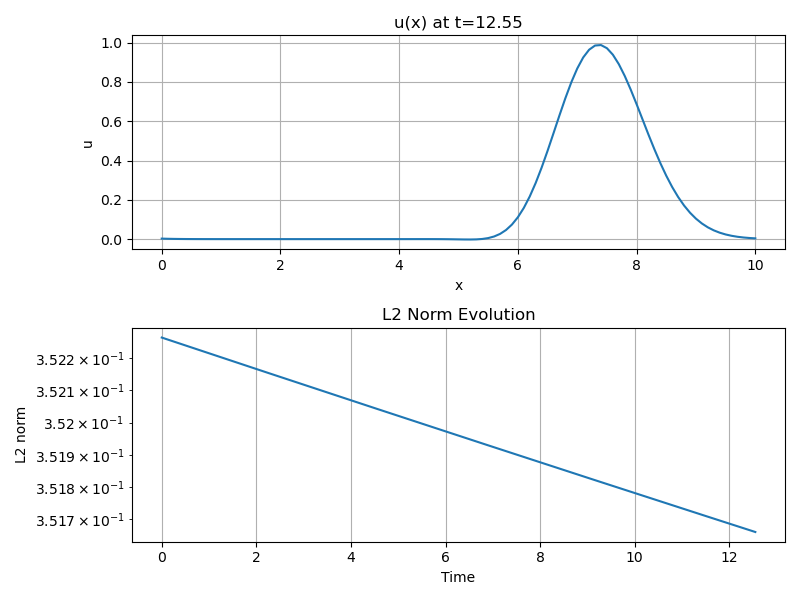 u(x) at t=12.55
1.0
0.8
0.6
0.4
0.2
0.0
u
0 2 4 6 8 10
x
L2 Norm Evolution
3.522 × 10⁻¹
3.521 × 10⁻¹
3.52 × 10⁻¹
3.519 × 10⁻¹
3.518 × 10⁻¹
3.517 × 10⁻¹
L2 norm
0 2 4 6 8 10 12
Time